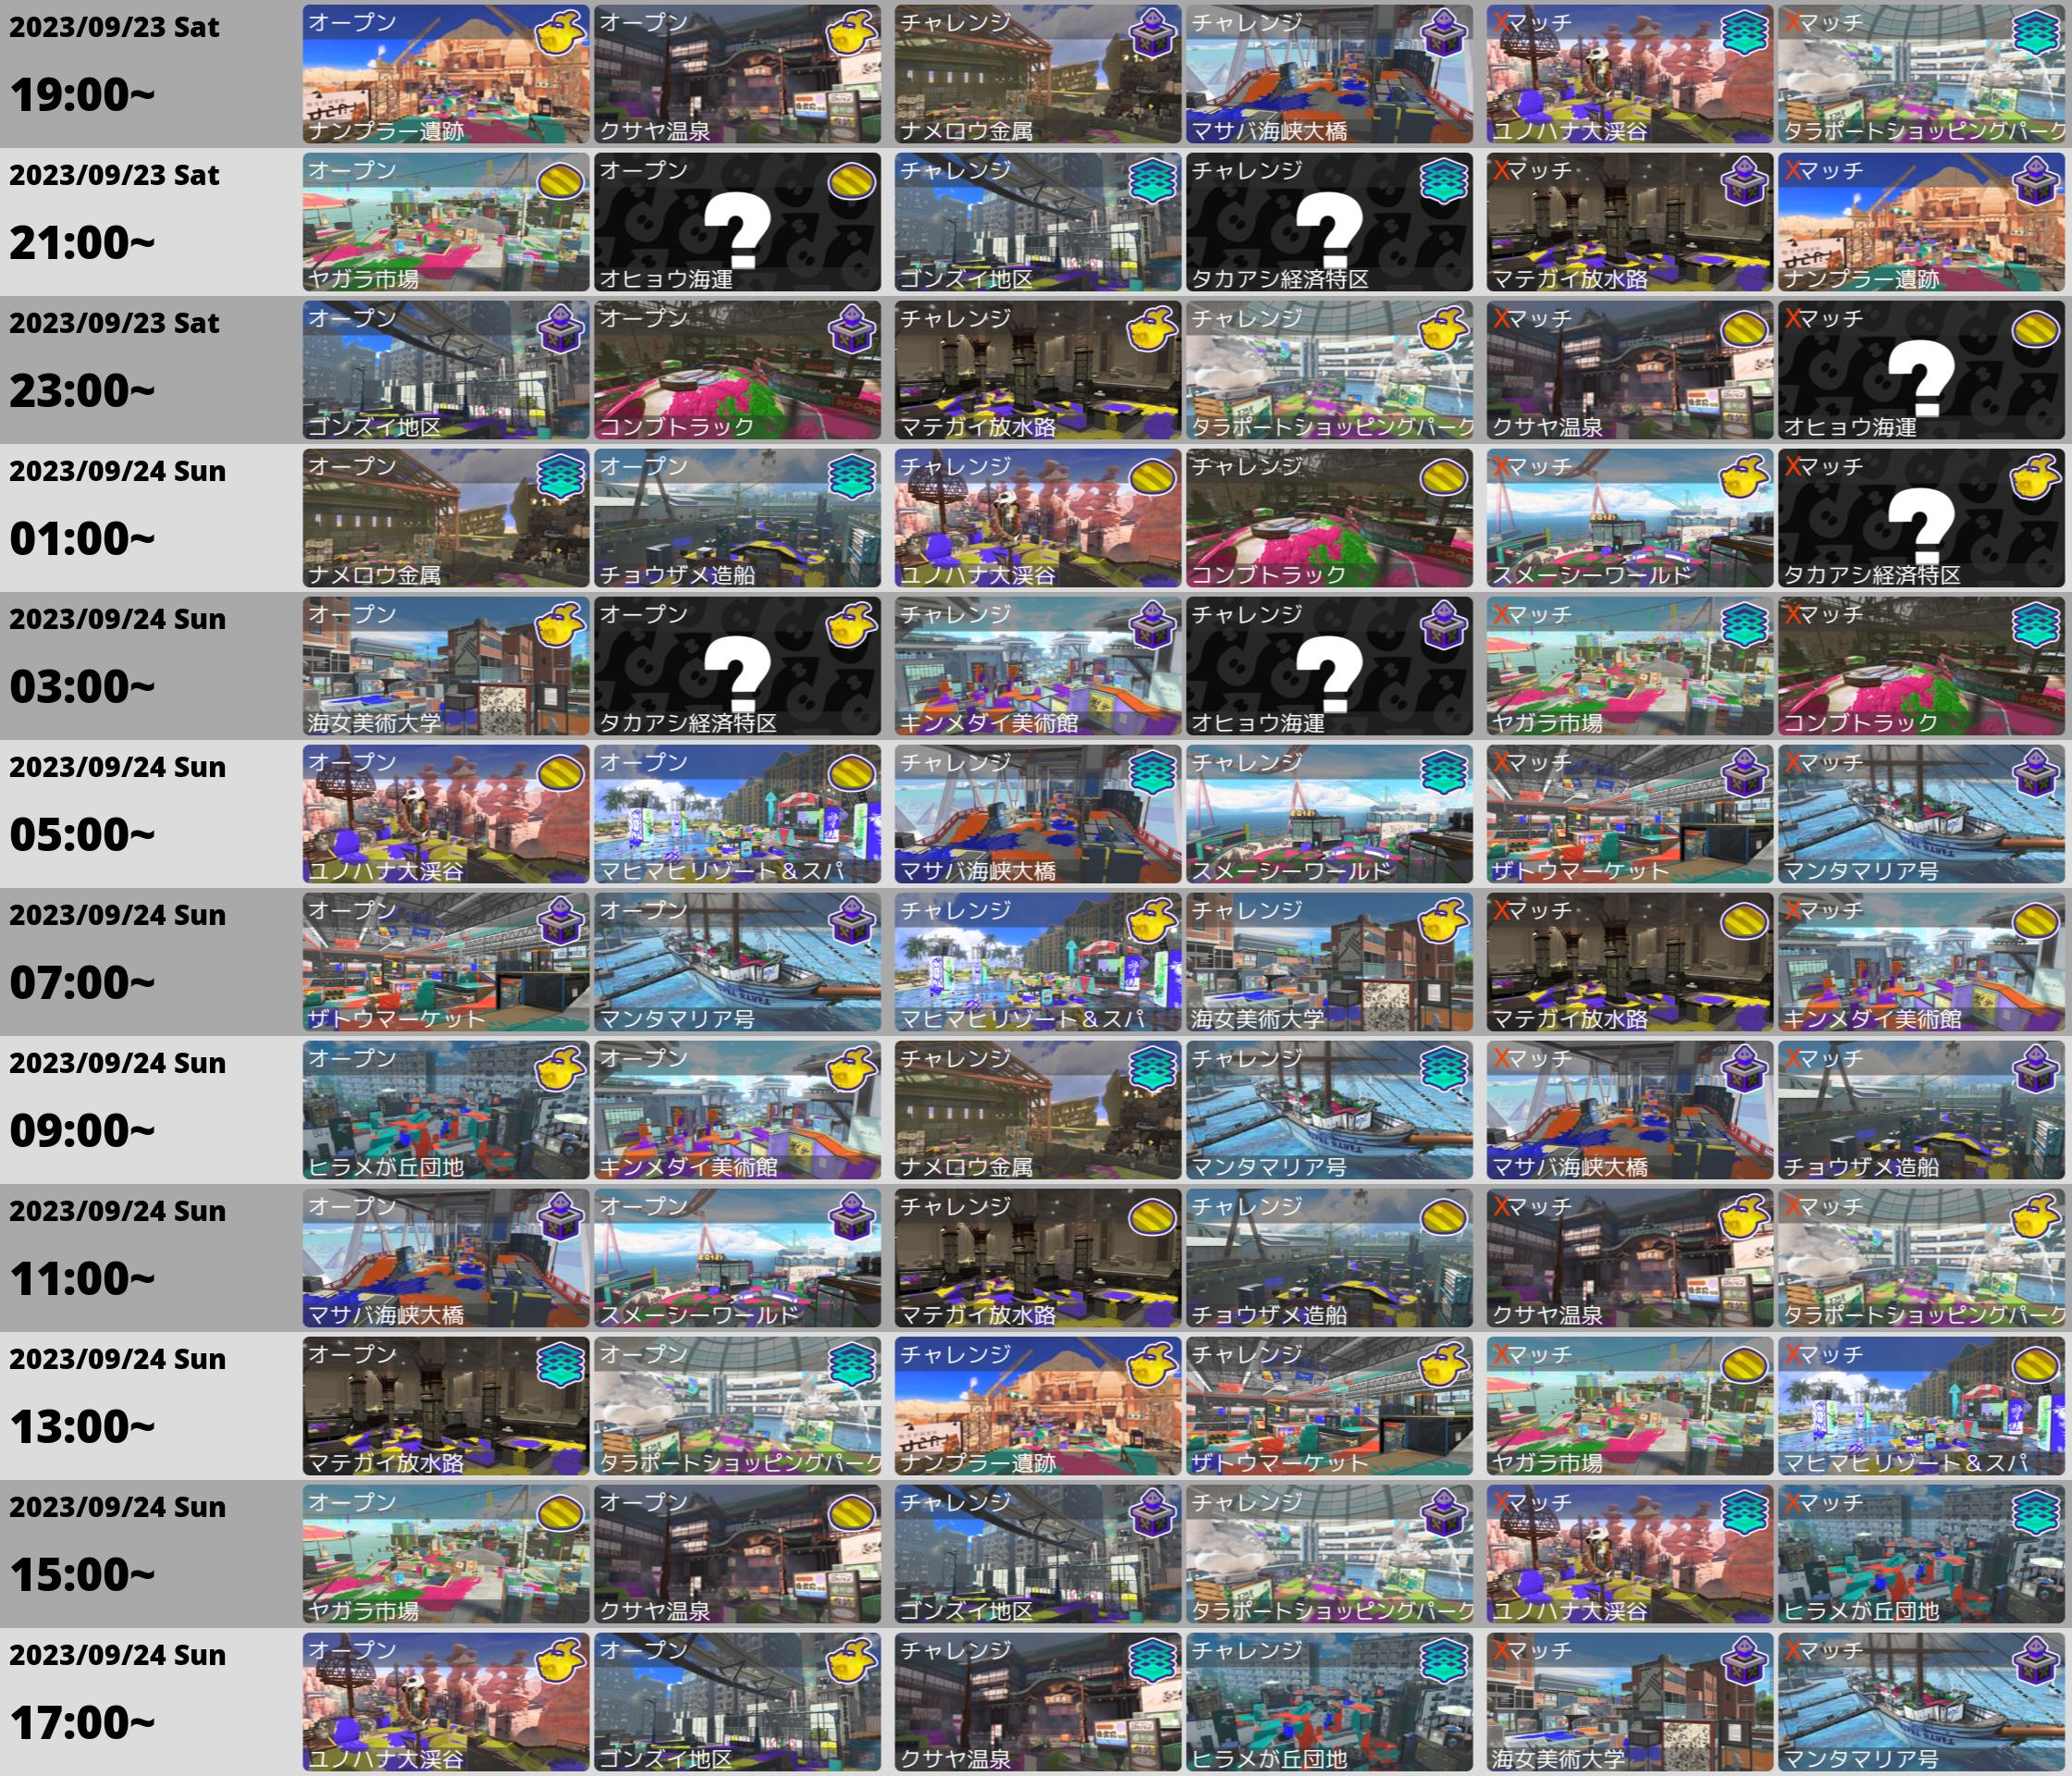 2023/09/23 Sat
19:00~
オープン
ナンプラー遺跡
オープン
クサヤ温泉
チャレンジ
ナメロウ金属
チャレンジ
マサバ海峡大橋
Xマッチ
ユノハナ大渓谷
Xマッチ
タラポートショッピングパーク
2023/09/23 Sat
21:00~
オープン
ヤガラ市場
オープン
?
オヒョウ海運
チャレンジ
ゴンズイ地区
チャレンジ
?
タカアシ経済特区
Xマッチ
マテガイ放水路
Xマッチ
ナンプラー遺跡
2023/09/23 Sat
23:00~
オープン
ゴンズイ地区
オープン
コンブトラック
チャレンジ
マテガイ放水路
チャレンジ
タラポートショッピングパーク
Xマッチ
クサヤ温泉
Xマッチ
?
オヒョウ海運
2023/09/24 Sun
01:00~
オープン
ナメロウ金属
オープン
チョウザメ造船
チャレンジ
ユノハナ大渓谷
チャレンジ
コンブトラック
Xマッチ
スメーシーワールド
Xマッチ
?
タカアシ経済特区
2023/09/24 Sun
03:00~
オープン
海女美術大学
オープン
?
タカアシ経済特区
チャレンジ
キンメダイ美術館
チャレンジ
?
オヒョウ海運
Xマッチ
ヤガラ市場
Xマッチ
コンブトラック
2023/09/24 Sun
05:00~
オープン
ユノハナ大渓谷
オープン
マヒマヒリゾート＆スパ
チャレンジ
マサバ海峡大橋
チャレンジ
スメーシーワールド
Xマッチ
ザトウマーケット
Xマッチ
マンタマリア号
2023/09/24 Sun
07:00~
オープン
ザトウマーケット
オープン
マンタマリア号
チャレンジ
マヒマヒリゾート＆スパ
チャレンジ
海女美術大学
Xマッチ
マテガイ放水路
Xマッチ
キンメダイ美術館
2023/09/24 Sun
09:00~
オープン
ヒラメが丘団地
オープン
キンメダイ美術館
チャレンジ
ナメロウ金属
チャレンジ
マンタマリア号
Xマッチ
マサバ海峡大橋
Xマッチ
チョウザメ造船
2023/09/24 Sun
11:00~
オープン
マサバ海峡大橋
オープン
スメーシーワールド
チャレンジ
マテガイ放水路
チャレンジ
チョウザメ造船
Xマッチ
クサヤ温泉
Xマッチ
タラポートショッピングパーク
2023/09/24 Sun
13:00~
オープン
マテガイ放水路
オープン
タラポートショッピングパーク
チャレンジ
ナンプラー遺跡
チャレンジ
ザトウマーケット
Xマッチ
ヤガラ市場
Xマッチ
マヒマヒリゾート＆スパ
2023/09/24 Sun
15:00~
オープン
ヤガラ市場
オープン
クサヤ温泉
チャレンジ
ゴンズイ地区
チャレンジ
タラポートショッピングパーク
Xマッチ
ユノハナ大渓谷
Xマッチ
ヒラメが丘団地
2023/09/24 Sun
17:00~
オープン
ユノハナ大渓谷
オープン
ゴンズイ地区
チャレンジ
クサヤ温泉
チャレンジ
ヒラメが丘団地
Xマッチ
海女美術大学
Xマッチ
マンタマリア号